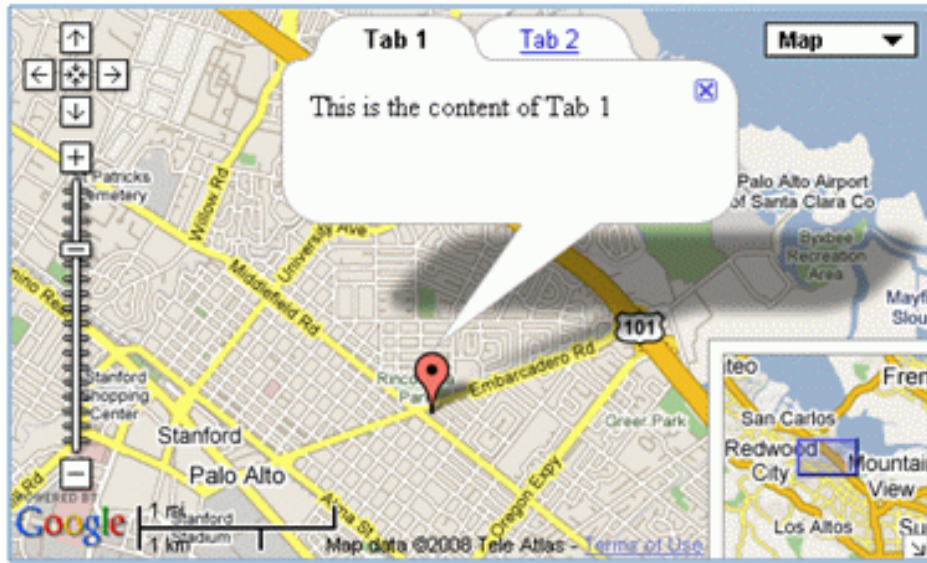 Tab 1
Tab 2
Map
This is the content of Tab 1
Patricks
Cemetery
Willow Rd
University Ave
Middlefield Rd
Palo Alto Airport
of Santa Clara Co
Byxbee
Recreation
Area
101
Embarcadero Rd
Stanford
Shopping
Center
Stanford
Palo Alto
Greer Park
Oregon Expy
Alma St
San Carlos
Redwood
City
Mountain
View
Los Altos
POWERED BY
Google
1 mi
1 km
Stanford
Stadium
Map data ©2008 Tele Atlas - Terms of Use